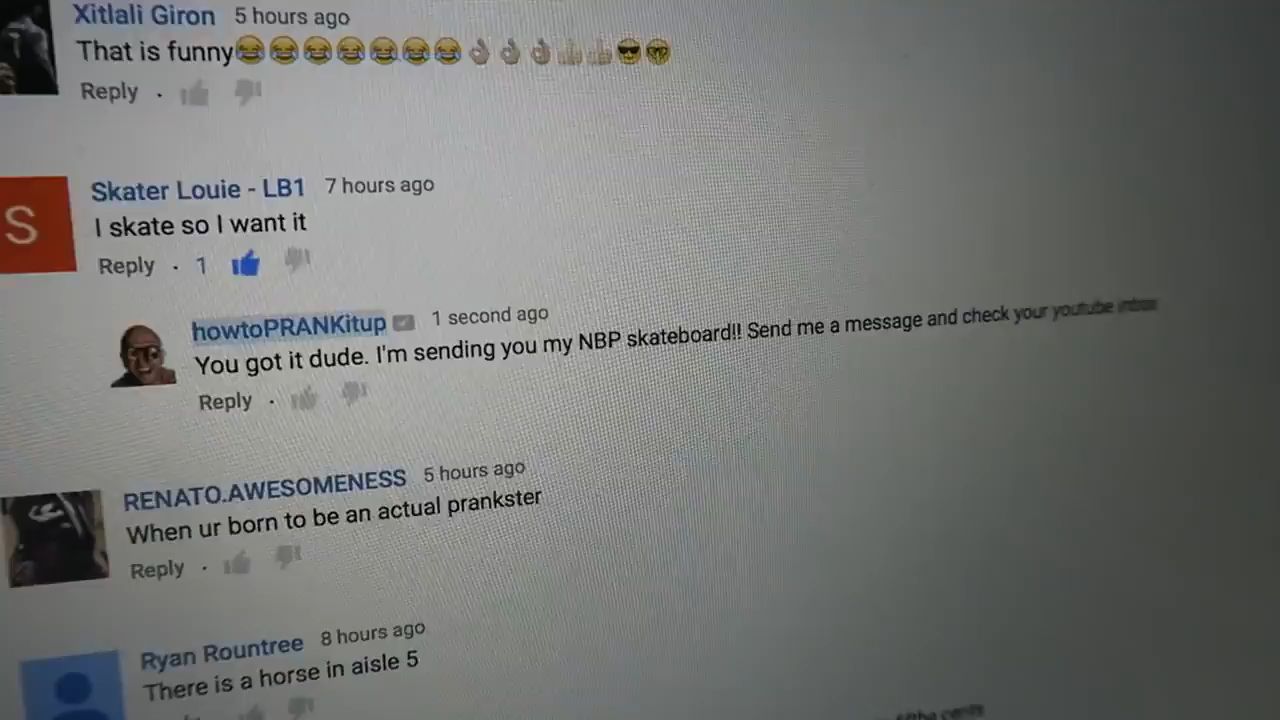 Xitlali Giron 5 hours ago
That is funny😂😂😂😂😂😂😂👌👌👌👍👍😎🤓
Reply ·
S
Skater Louie - LB1 7 hours ago
I skate so I want it
Reply · 1
howtoPRANKitup 1 second ago
You got it dude. I'm sending you my NBP skateboard!! Send me a message and check your youtube inbox
Reply ·
RENATO.AWESOMENESS 5 hours ago
When ur born to be an actual prankster
Reply ·
Ryan Rountree 8 hours ago
There is a horse in aisle 5